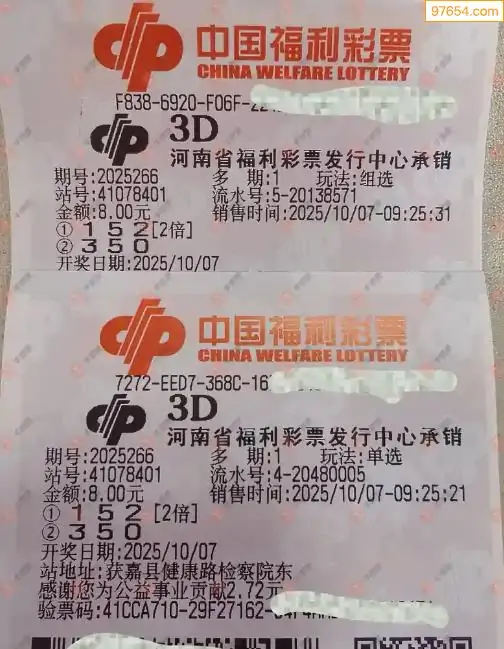 97654.com
中国福利彩票
CHINA WELFARE LOTTERY
F838-6920-F06F-22
3D
河南省福利彩票发行中心承销
期号:2025266 多 期:1 玩法:组选
站号:41078401 流水号:5-20138571
金额:8.00元 销售时间:2025/10/07-09:25:31
① 1 5 2 [2倍]
② 3 5 0
开奖日期:2025/10/07
中国福利彩票
CHINA WELFARE LOTTERY
7272-EED7-368C-16
3D
河南省福利彩票发行中心承销
期号:2025266 多 期:1 玩法:单选
站号:41078401 流水号:4-20480005
金额:8.00元 销售时间:2025/10/07-09:25:21
① 1 5 2 [2倍]
② 3 5 0
开奖日期:2025/10/07
站地址:获嘉县健康路检察院东
感谢您为公益事业贡献2.72元
验票码:41CCA710-29F27162-